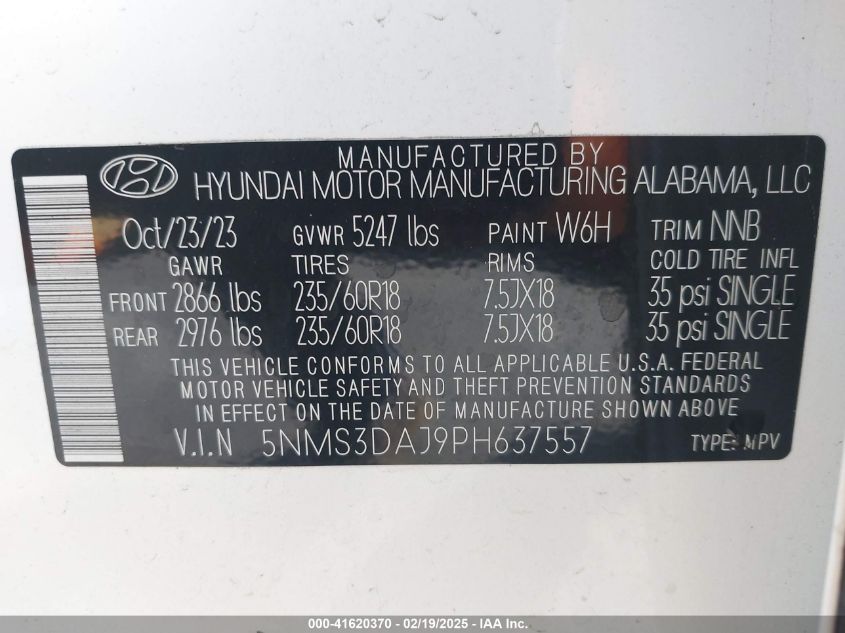 MANUFACTURED BY
HYUNDAI MOTOR MANUFACTURING ALABAMA, LLC
Oct/23/23 GVWR 5247 lbs PAINT W6H TRIM NNB
GAWR TIRES RIMS COLD TIRE INFL
FRONT 2866 lbs 235/60R18 7.5JX18 35 psi SINGLE
REAR 2976 lbs 235/60R18 7.5JX18 35 psi SINGLE
THIS VEHICLE CONFORMS TO ALL APPLICABLE U.S.A. FEDERAL
MOTOR VEHICLE SAFETY AND THEFT PREVENTION STANDARDS
IN EFFECT ON THE DATE OF MANUFACTURE SHOWN ABOVE
V.I.N 5NMS3DAJ9PH637557 TYPE: MPV
000-41620370 - 02/19/2025 - IAA Inc.